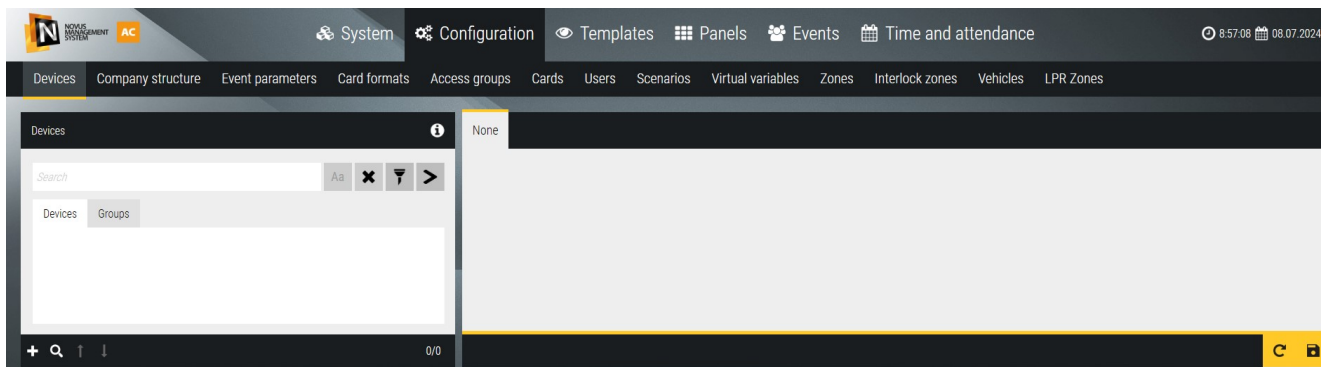 NOVUS
MANAGEMENT
SYSTEM
AC
System Configuration Templates Panels Events Time and attendance
8:57:08 08.07.2024
Devices Company structure Event parameters Card formats Access groups Cards Users Scenarios Virtual variables Zones Interlock zones Vehicles LPR Zones
Devices
None
Search
Aa
Devices Groups
0/0